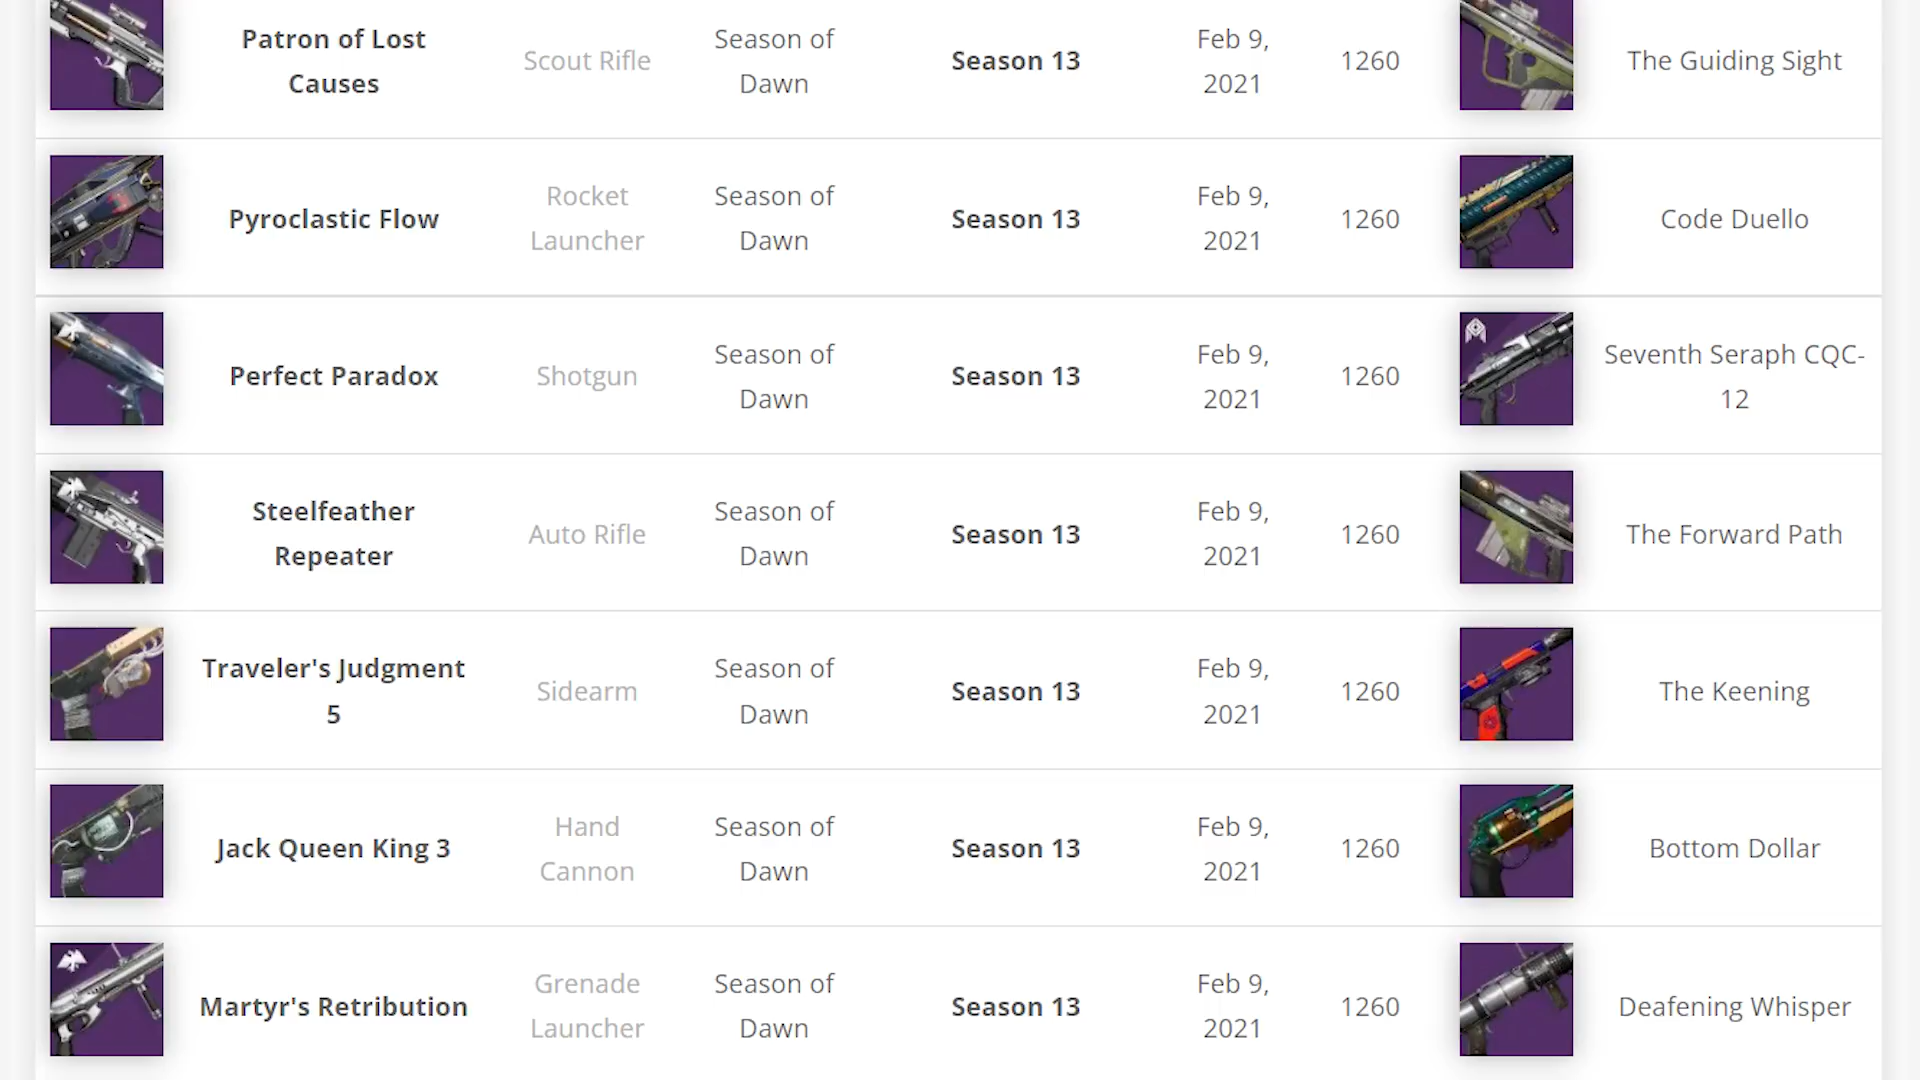 Patron of Lost
Causes
Scout Rifle
Season of
Dawn
Season 13
Feb 9,
2021
1260
The Guiding Sight
Pyroclastic Flow
Rocket
Launcher
Season of
Dawn
Season 13
Feb 9,
2021
1260
Code Duello
Perfect Paradox
Shotgun
Season of
Dawn
Season 13
Feb 9,
2021
1260
Seventh Seraph CQC-
12
Steelfeather
Repeater
Auto Rifle
Season of
Dawn
Season 13
Feb 9,
2021
1260
The Forward Path
Traveler's Judgment
5
Sidearm
Season of
Dawn
Season 13
Feb 9,
2021
1260
The Keening
Jack Queen King 3
Hand
Cannon
Season of
Dawn
Season 13
Feb 9,
2021
1260
Bottom Dollar
Martyr's Retribution
Grenade
Launcher
Season of
Dawn
Season 13
Feb 9,
2021
1260
Deafening Whisper